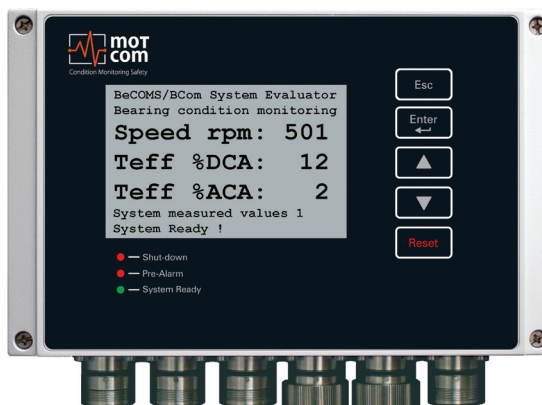 мот
com
Condition Monitoring Safety
BeCOMS/BCom System Evaluator
Bearing condition monitoring
Speed rpm: 501
Teff %DCA: 12
Teff %ACA: 2
System measured values 1
System Ready !
Shut-down
Pre-Alarm
System Ready
Esc
Enter
Reset